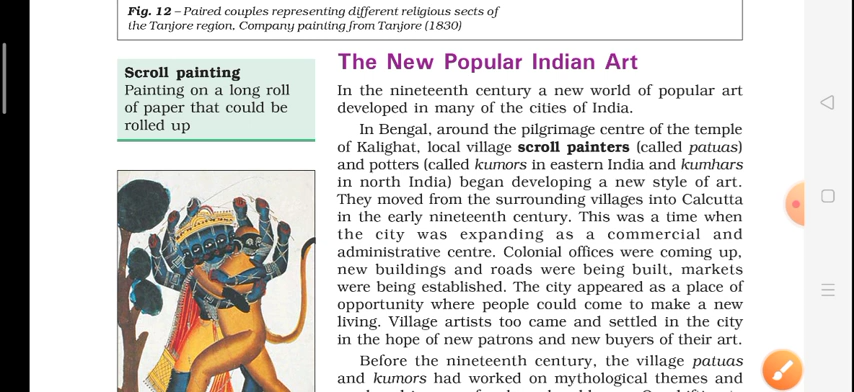 Fig. 12 – Paired couples representing different religious sects of
the Tanjore region, Company painting from Tanjore (1830)
Scroll painting
Painting on a long roll
of paper that could be
rolled up
The New Popular Indian Art
In the nineteenth century a new world of popular art
developed in many of the cities of India.
In Bengal, around the pilgrimage centre of the temple
of Kalighat, local village scroll painters (called patuas)
and potters (called kumors in eastern India and kumhars
in north India) began developing a new style of art.
They moved from the surrounding villages into Calcutta
in the early nineteenth century. This was a time when
the city was expanding as a commercial and
administrative centre. Colonial offices were coming up,
new buildings and roads were being built, markets
were being established. The city appeared as a place of
opportunity where people could come to make a new
living. Village artists too came and settled in the city
in the hope of new patrons and new buyers of their art.
Before the nineteenth century, the village patuas
and kumors had worked on mythological themes and